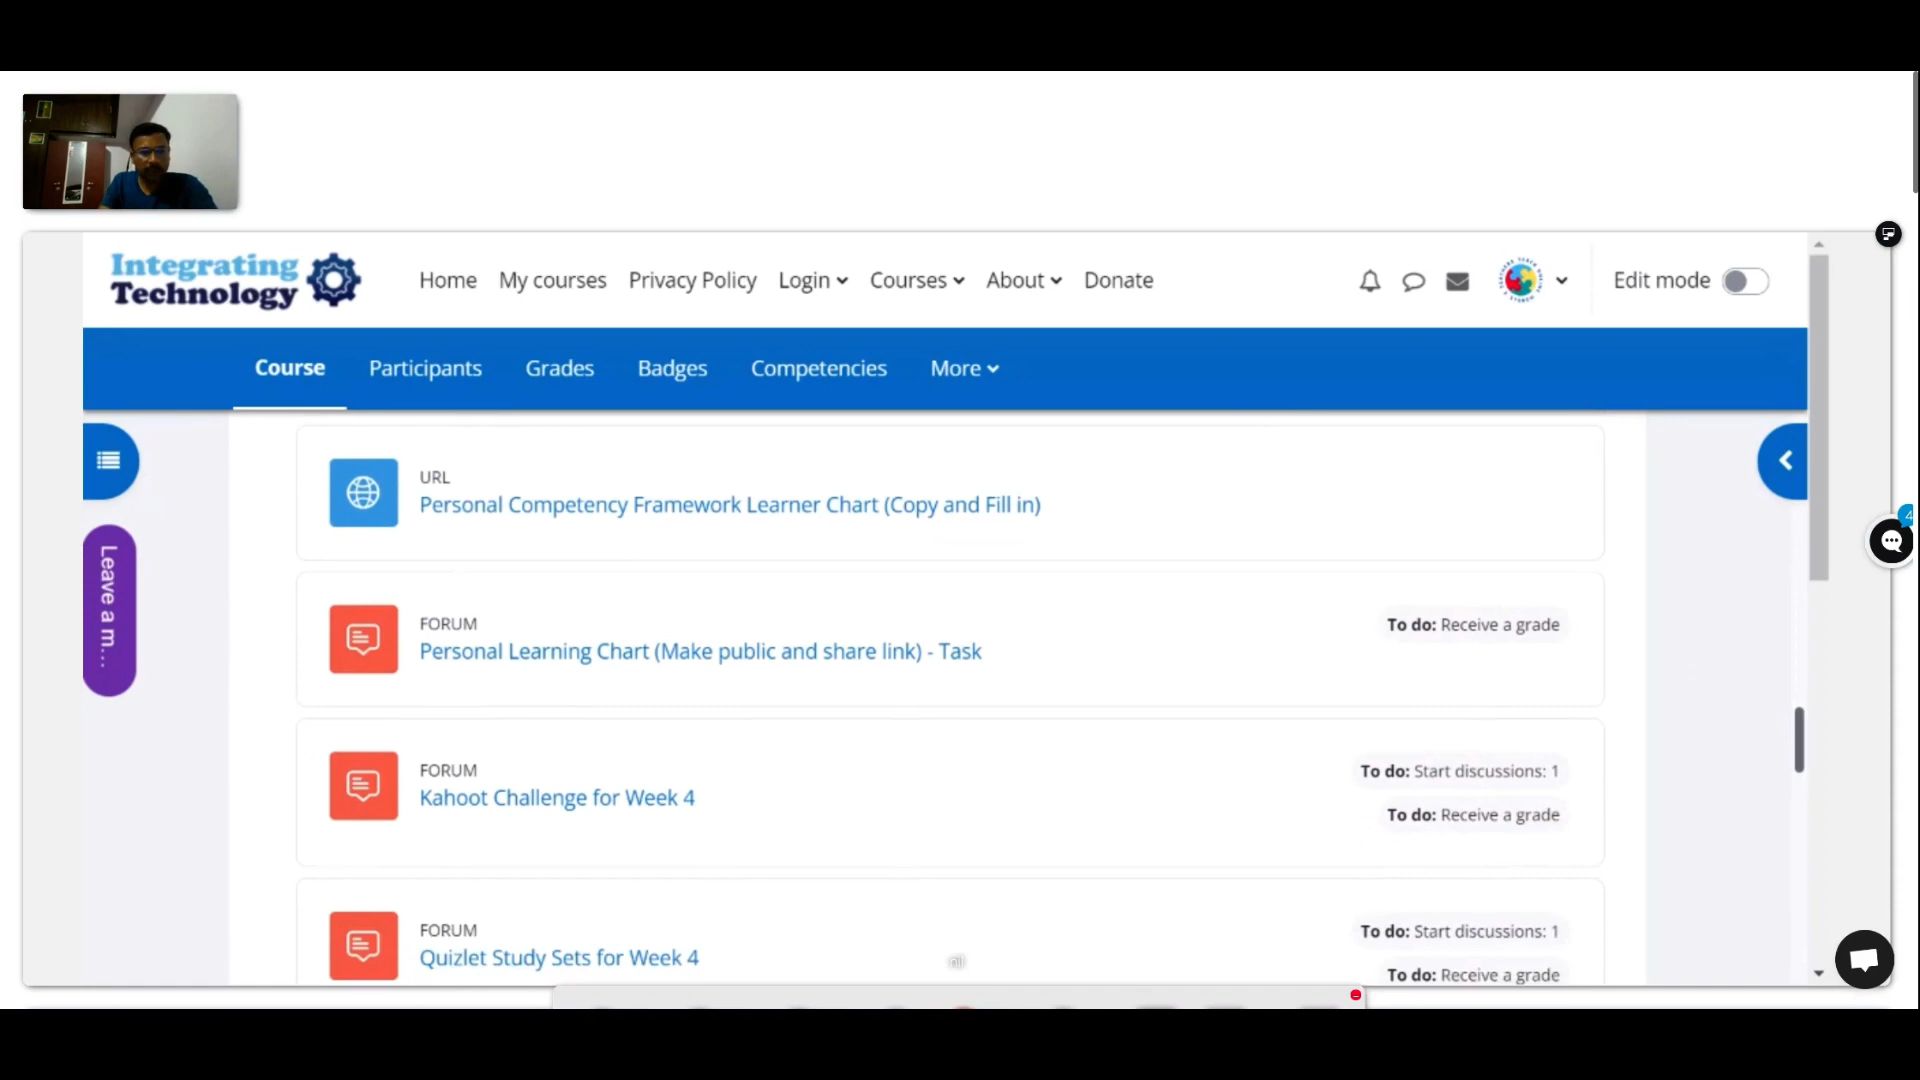 Integrating
Technology
Home My courses Privacy Policy Login Courses About Donate
Edit mode
Course Participants Grades Badges Competencies More
URL
Personal Competency Framework Learner Chart (Copy and Fill in)
Leave a m...
FORUM
To do: Receive a grade
Personal Learning Chart (Make public and share link) - Task
FORUM
To do: Start discussions: 1
Kahoot Challenge for Week 4
To do: Receive a grade
FORUM
To do: Start discussions: 1
Quizlet Study Sets for Week 4
To do: Receive a grade
4